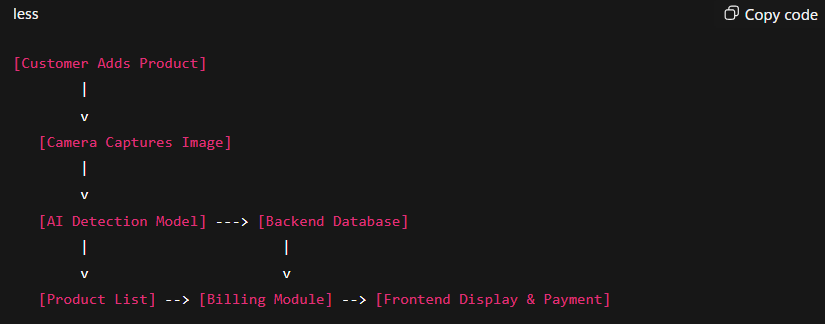 less
Copy code
[Customer Adds Product]
|
v
[Camera Captures Image]
|
v
[AI Detection Model] ---> [Backend Database]
| |
v v
[Product List] --> [Billing Module] --> [Frontend Display & Payment]